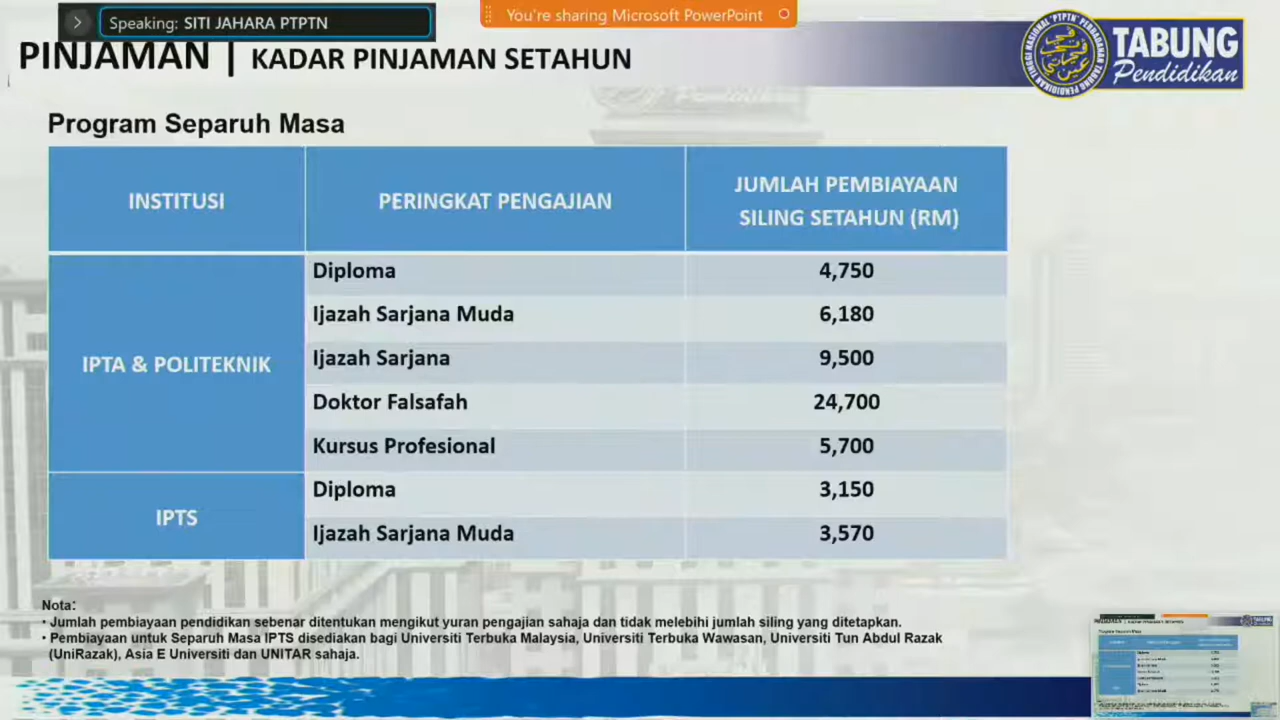 Speaking: SITI JAHARA PTPTN
You're sharing Microsoft PowerPoint
PINJAMAN | KADAR PINJAMAN SETAHUN
TABUNG
Pendidikan
Program Separuh Masa
INSTITUSI
PERINGKAT PENGAJIAN
JUMLAH PEMBIAYAAN
SILING SETAHUN (RM)
IPTA & POLITEKNIK
Diploma 4,750
Ijazah Sarjana Muda 6,180
Ijazah Sarjana 9,500
Doktor Falsafah 24,700
Kursus Profesional 5,700
IPTS
Diploma 3,150
Ijazah Sarjana Muda 3,570
Nota:
• Jumlah pembiayaan pendidikan sebenar ditentukan mengikut yuran pengajian sahaja dan tidak melebihi jumlah siling yang ditetapkan.
• Pembiayaan untuk Separuh Masa IPTS disediakan bagi Universiti Terbuka Malaysia, Universiti Terbuka Wawasan, Universiti Tun Abdul Razak
(UniRazak), Asia E Universiti dan UNITAR sahaja.